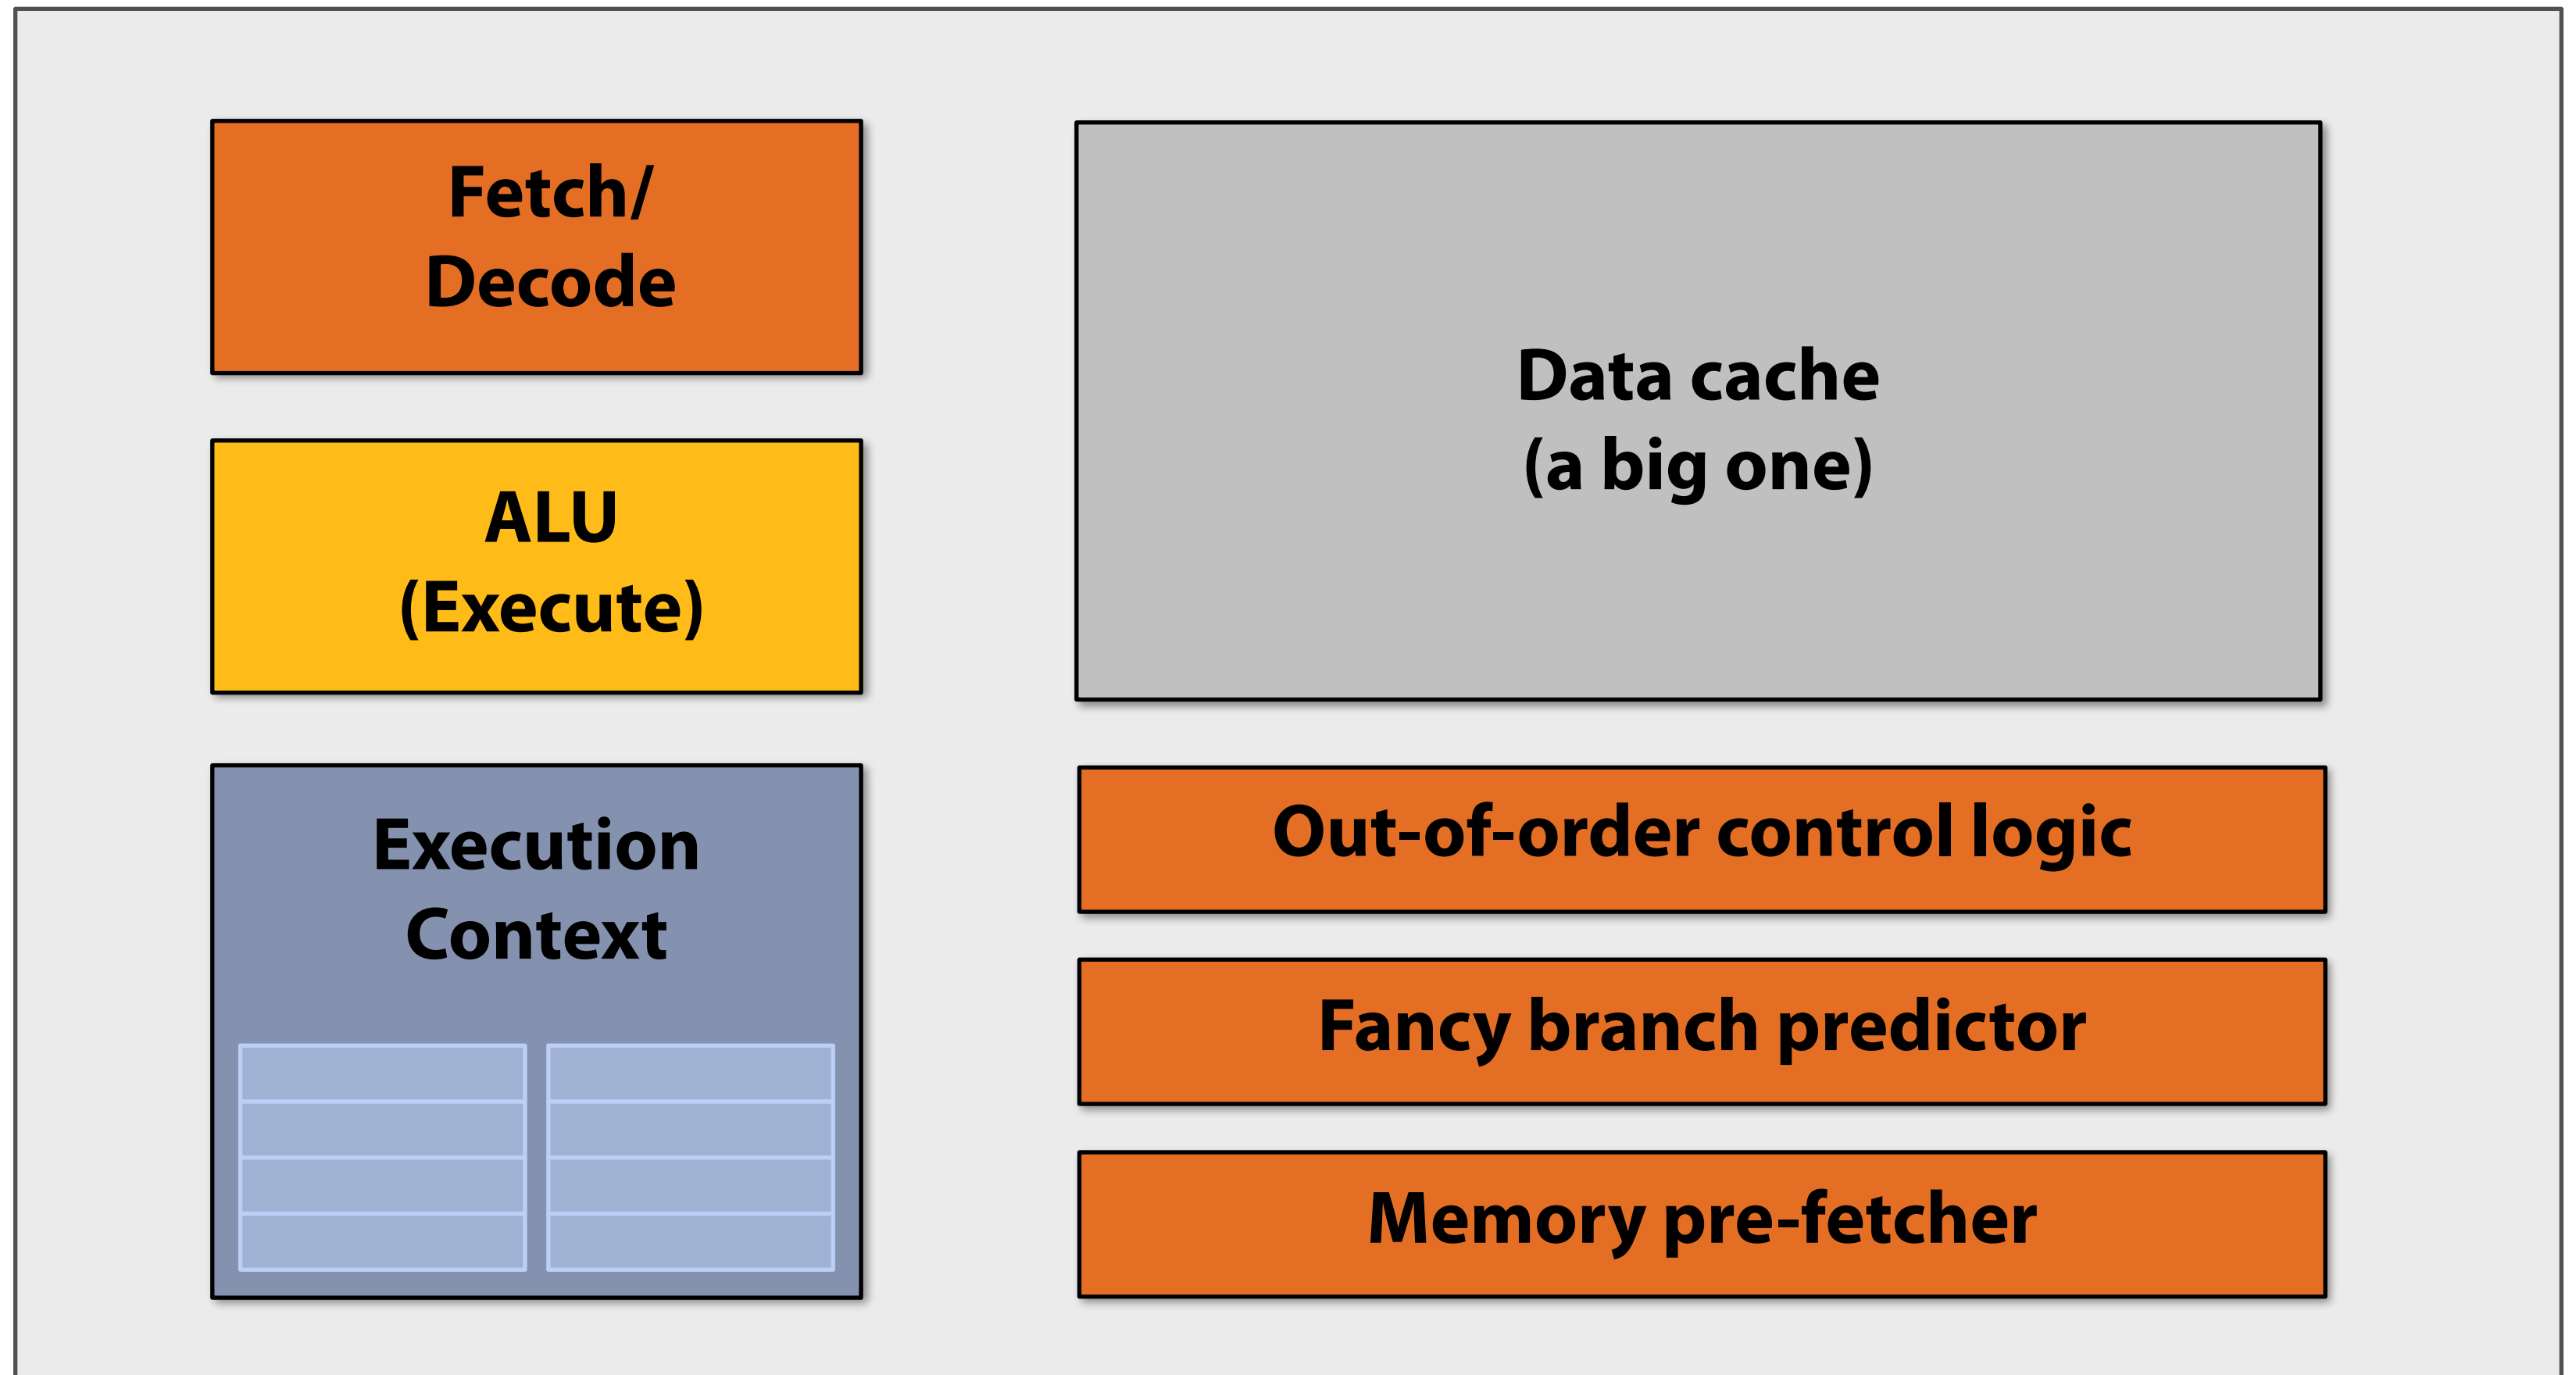 Fetch/
Decode
ALU
(Execute)
Execution
Context
Data cache
(a big one)
Out-of-order control logic
Fancy branch predictor
Memory pre-fetcher